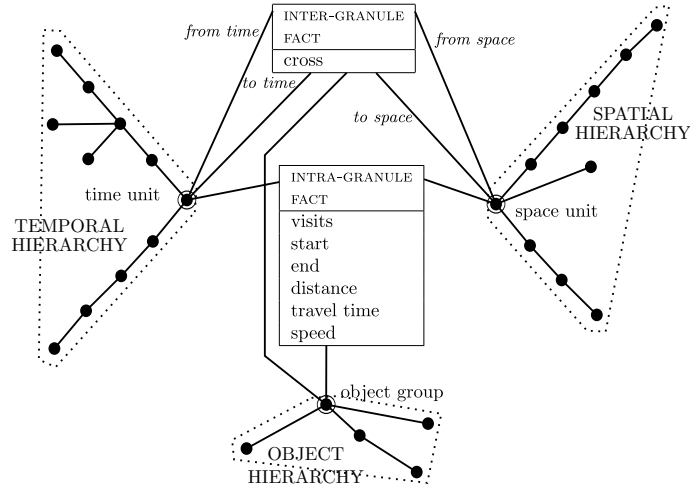 INTER-GRANULE
FACT
cross
from time
from space
to time
to space
SPATIAL
HIERARCHY
INTRA-GRANULE
FACT
visits
start
end
distance
travel time
speed
time unit
space unit
TEMPORAL
HIERARCHY
object group
OBJECT
HIERARCHY